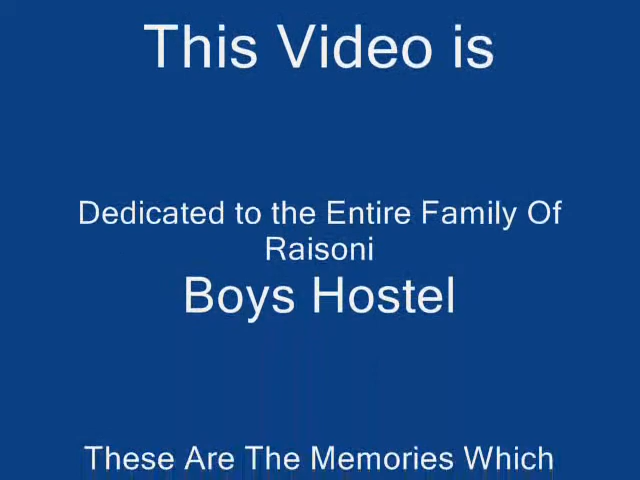 This Video is
Dedicated to the Entire Family Of
Raisoni
Boys Hostel
These Are The Memories Which